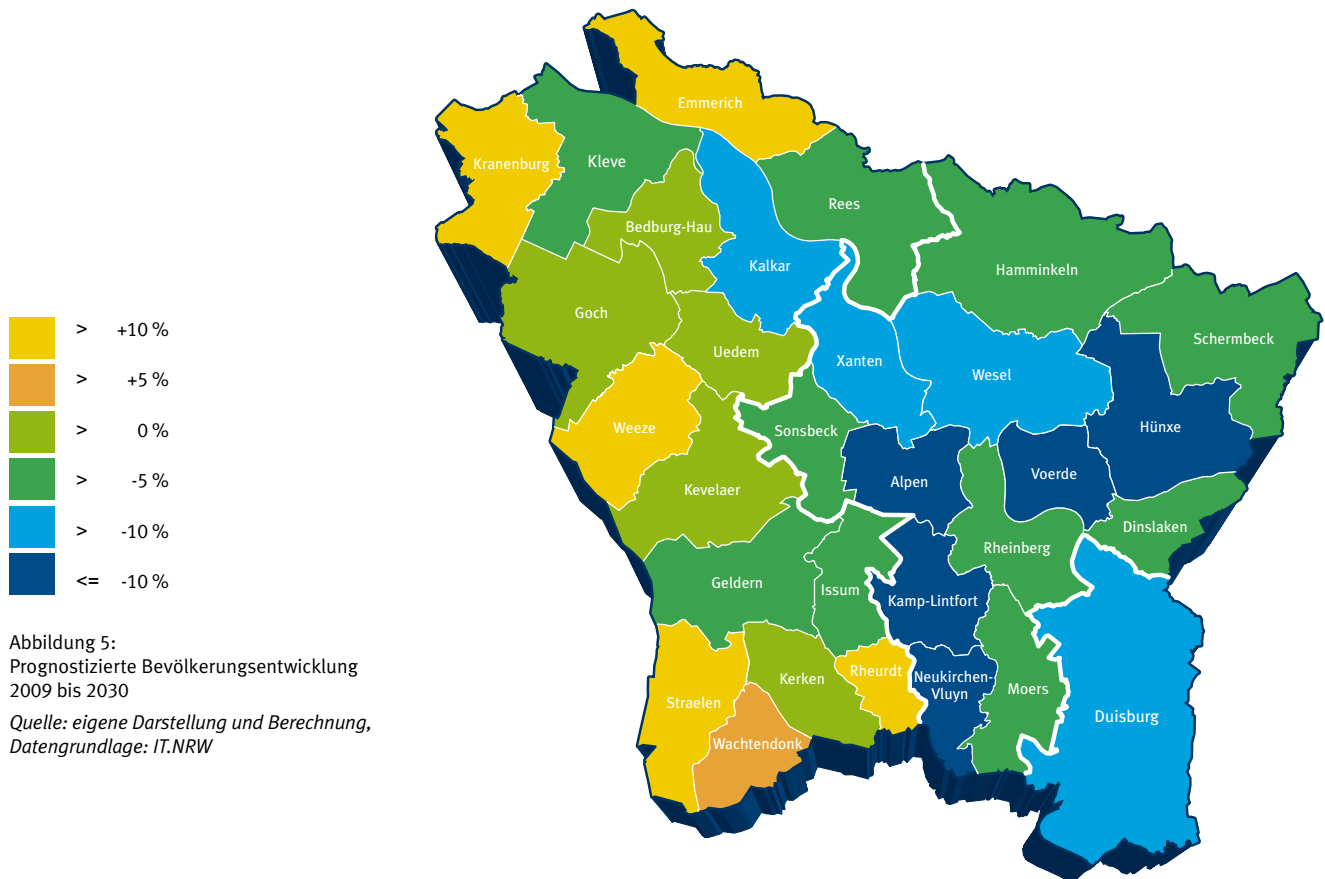 Emmerich
Kranenburg
Kleve
Rees
Bedburg-Hau
Kalkar
Hamminkeln
Goch
Schermbeck
Uedem
Xanten
Wesel
Weeze
Sonsbeck
Hünxe
Alpen
Voerde
Kevelaer
Dinslaken
Rheinberg
Geldern
Issum
Kamp-Lintfort
Rheurdt
Kerken
Neukirchen-
Vluyn
Moers
Straelen
Duisburg
Wachtendonk
> +10 %
> +5 %
> 0 %
> -5 %
> -10 %
<= -10 %
Abbildung 5:
Prognostizierte Bevölkerungsentwicklung
2009 bis 2030
Quelle: eigene Darstellung und Berechnung,
Datengrundlage: IT.NRW